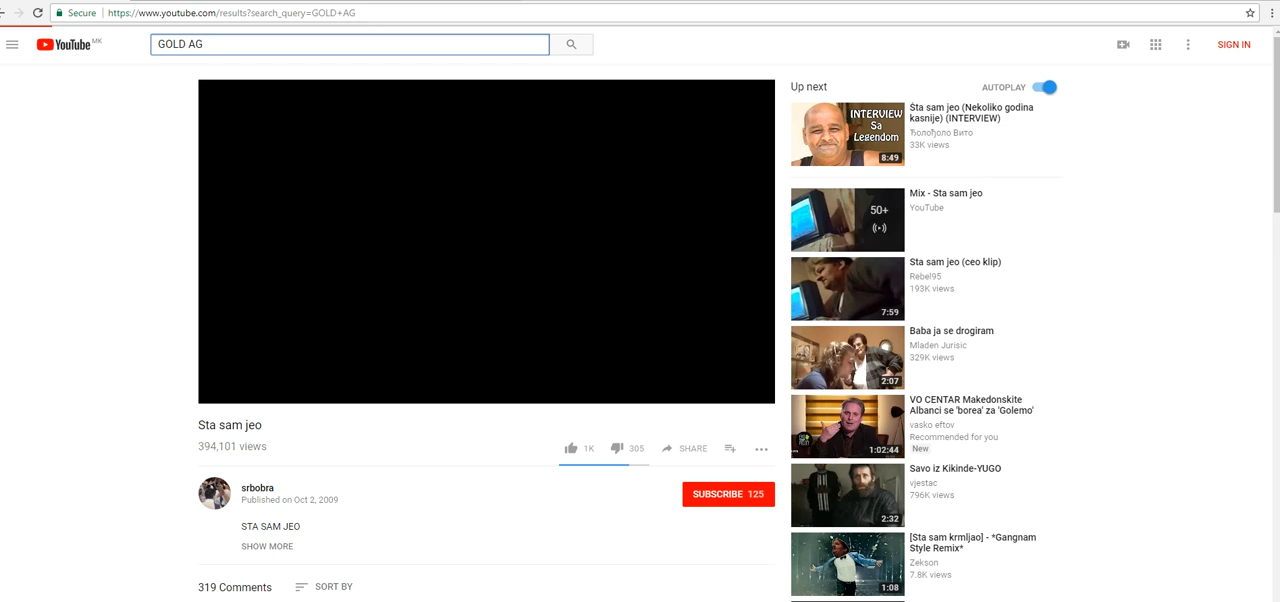 Secure | https://www.youtube.com/results?search_query=GOLD+AG
YouTube MK
GOLD AG
SIGN IN
Up next
AUTOPLAY
INTERVIEW
Sa
Legendom
8:49
Šta sam jeo (Nekoliko godina
kasnije) (INTERVIEW)
Ђолођоло Вито
33K views
50+
Mix - Sta sam jeo
YouTube
7:59
Sta sam jeo (ceo klip)
Rebel95
193K views
2:07
Baba ja se drogiram
Mladen Jurisic
329K views
1:02:44
VO CENTAR Makedonskite
Albanci se 'borea' za 'Golemo'
vasko eftov
Recommended for you
New
2:32
Savo iz Kikinde-YUGO
vjestac
796K views
1:08
[Sta sam krmljao] - *Gangnam
Style Remix*
Zekson
7.8K views
Sta sam jeo
394,101 views
1K
305
SHARE
srbobra
Published on Oct 2, 2009
SUBSCRIBE 125
STA SAM JEO
SHOW MORE
319 Comments
SORT BY